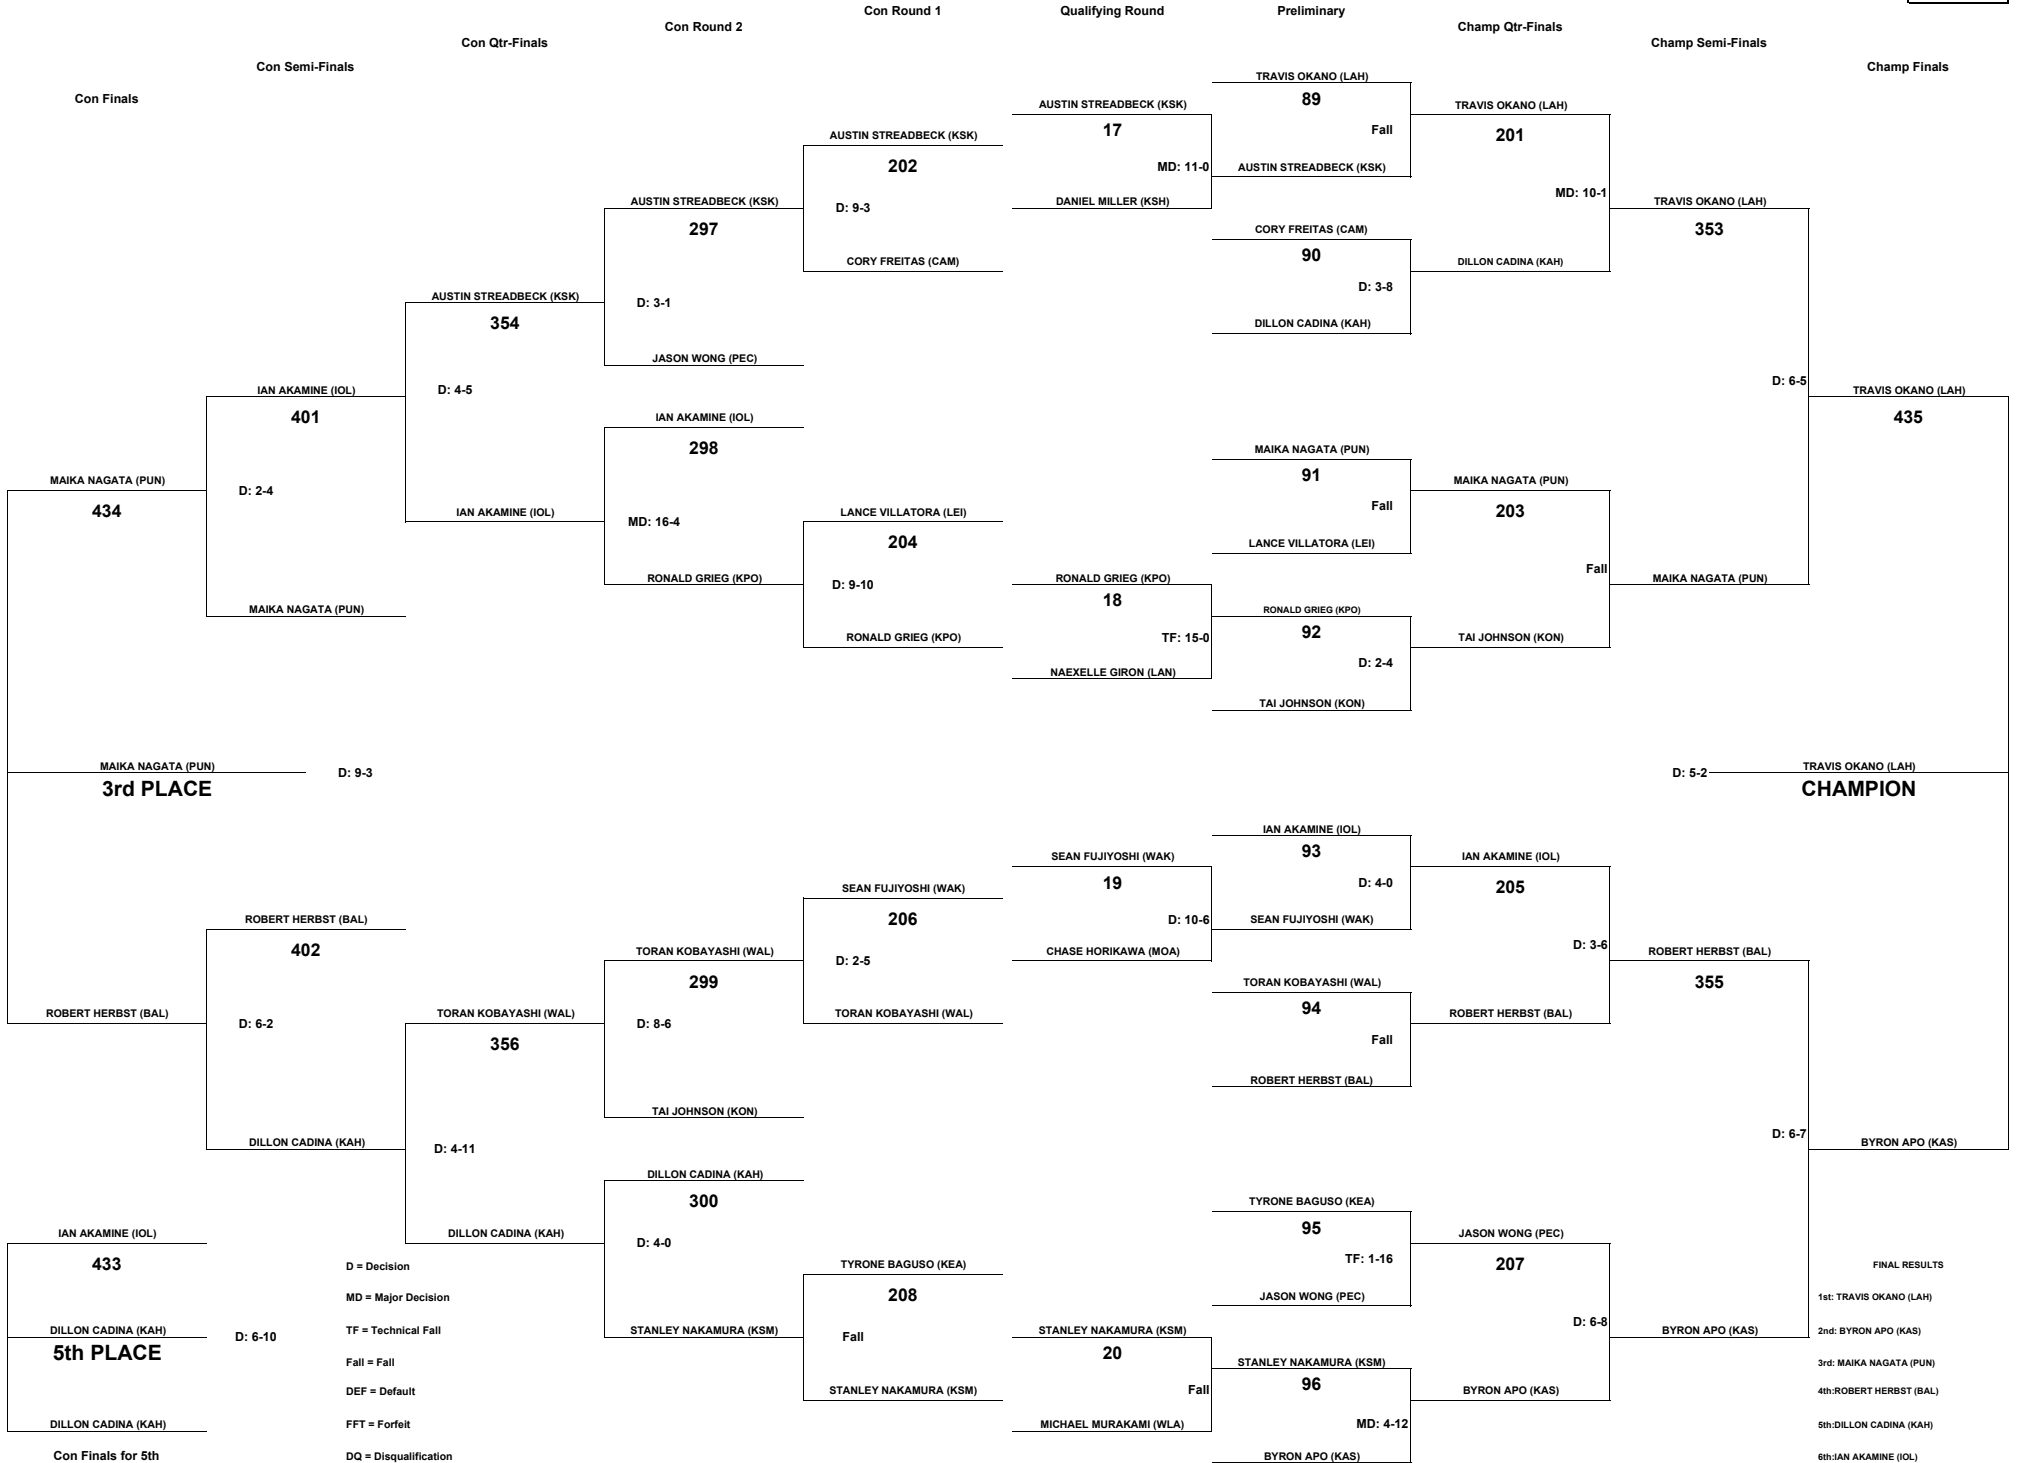 Con Round 1
Qualifying Round
Preliminary
Con Round 2
Champ Qtr-Finals
Con Qtr-Finals
Champ Semi-Finals
Con Semi-Finals
Champ Finals
Con Finals
TRAVIS OKANO (LAH)
89
Fall
AUSTIN STREADBECK (KSK)
17
MD: 11-0
TRAVIS OKANO (LAH)
201
MD: 10-1
AUSTIN STREADBECK (KSK)
202
D: 9-3
AUSTIN STREADBECK (KSK)
DANIEL MILLER (KSH)
AUSTIN STREADBECK (KSK)
297
D: 3-1
TRAVIS OKANO (LAH)
353
D: 6-5
CORY FREITAS (CAM)
90
D: 3-8
CORY FREITAS (CAM)
DILLON CADINA (KAH)
AUSTIN STREADBECK (KSK)
354
D: 4-5
DILLON CADINA (KAH)
JASON WONG (PEC)
IAN AKAMINE (IOL)
401
D: 2-4
TRAVIS OKANO (LAH)
435
IAN AKAMINE (IOL)
298
MD: 16-4
MAIKA NAGATA (PUN)
91
Fall
MAIKA NAGATA (PUN)
434
MAIKA NAGATA (PUN)
203
Fall
IAN AKAMINE (IOL)
LANCE VILLATORA (LEI)
204
D: 9-10
LANCE VILLATORA (LEI)
RONALD GRIEG (KPO)
RONALD GRIEG (KPO)
18
TF: 15-0
MAIKA NAGATA (PUN)
MAIKA NAGATA (PUN)
RONALD GRIEG (KPO)
92
D: 2-4
RONALD GRIEG (KPO)
TAI JOHNSON (KON)
NAEXELLE GIRON (LAN)
TAI JOHNSON (KON)
MAIKA NAGATA (PUN)
3rd PLACE
D: 9-3
D: 5-2
TRAVIS OKANO (LAH)
CHAMPION
IAN AKAMINE (IOL)
93
D: 4-0
SEAN FUJIYOSHI (WAK)
19
D: 10-6
IAN AKAMINE (IOL)
205
D: 3-6
SEAN FUJIYOSHI (WAK)
206
D: 2-5
SEAN FUJIYOSHI (WAK)
ROBERT HERBST (BAL)
402
D: 6-2
TORAN KOBAYASHI (WAL)
299
D: 8-6
CHASE HORIKAWA (MOA)
ROBERT HERBST (BAL)
355
D: 6-7
TORAN KOBAYASHI (WAL)
94
Fall
ROBERT HERBST (BAL)
TORAN KOBAYASHI (WAL)
356
D: 4-11
TORAN KOBAYASHI (WAL)
ROBERT HERBST (BAL)
ROBERT HERBST (BAL)
TAI JOHNSON (KON)
DILLON CADINA (KAH)
BYRON APO (KAS)
DILLON CADINA (KAH)
300
D: 4-0
TYRONE BAGUSO (KEA)
95
TF: 1-16
IAN AKAMINE (IOL)
433
D: 6-10
DILLON CADINA (KAH)
JASON WONG (PEC)
207
D: 6-8
TYRONE BAGUSO (KEA)
208
Fall
JASON WONG (PEC)
DILLON CADINA (KAH)
5th PLACE
STANLEY NAKAMURA (KSM)
STANLEY NAKAMURA (KSM)
20
Fall
BYRON APO (KAS)
STANLEY NAKAMURA (KSM)
96
MD: 4-12
STANLEY NAKAMURA (KSM)
BYRON APO (KAS)
DILLON CADINA (KAH)
MICHAEL MURAKAMI (WLA)
BYRON APO (KAS)
Con Finals for 5th
D = Decision
MD = Major Decision
TF = Technical Fall
Fall = Fall
DEF = Default
FFT = Forfeit
DQ = Disqualification
FINAL RESULTS
1st: TRAVIS OKANO (LAH)
2nd: BYRON APO (KAS)
3rd: MAIKA NAGATA (PUN)
4th:ROBERT HERBST (BAL)
5th:DILLON CADINA (KAH)
6th:IAN AKAMINE (IOL)